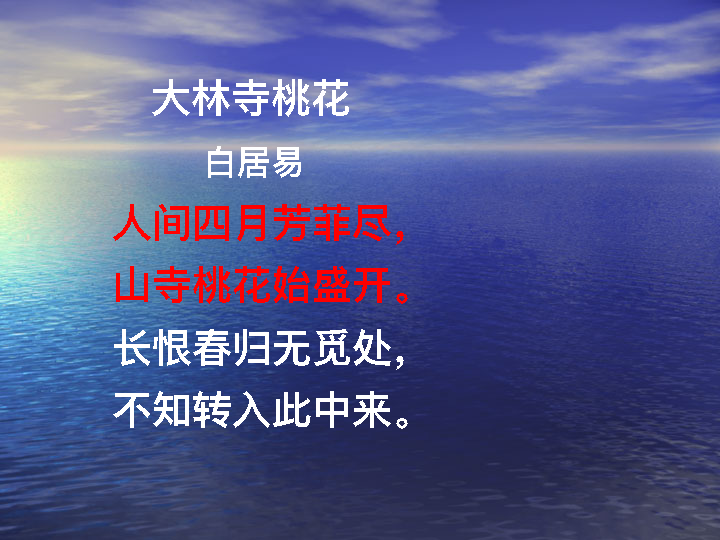 大林寺桃花
白居易
人间四月芳菲尽，
山寺桃花始盛开。
长恨春归无觅处，
不知转入此中来。